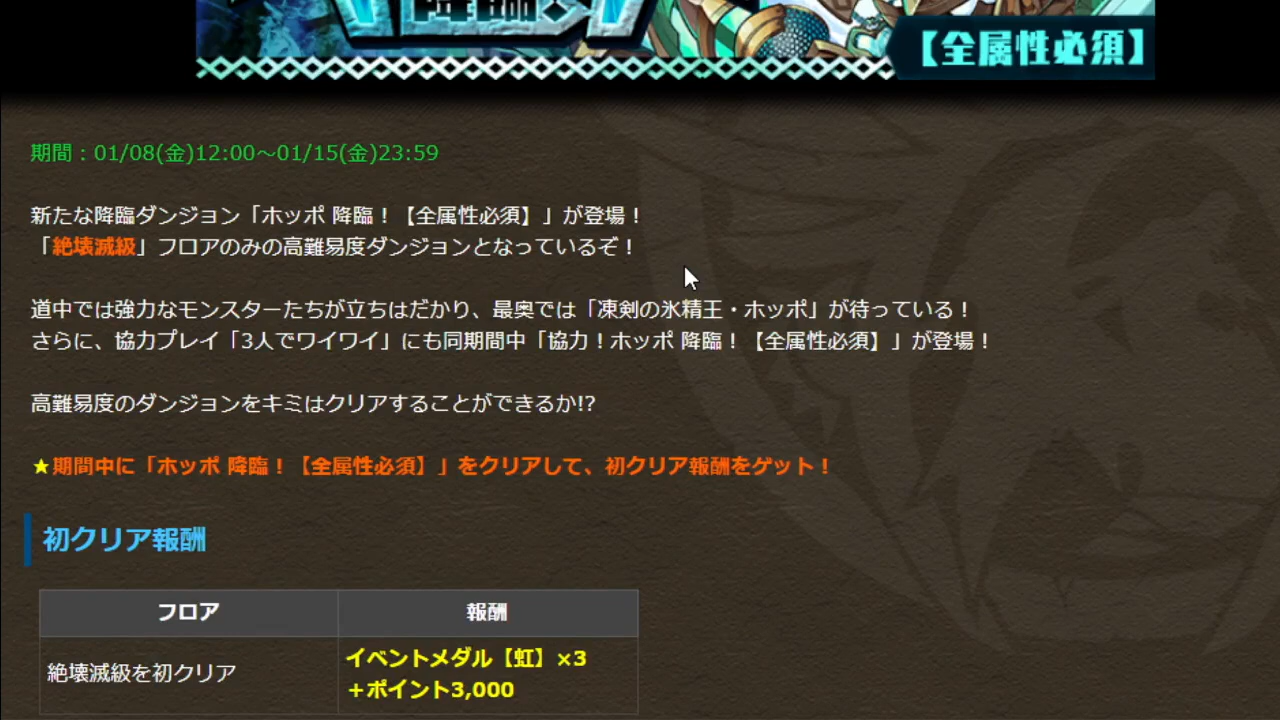 降臨！
【全属性必須】
期間：01/08(金)12:00～01/15(金)23:59
新たな降臨ダンジョン「ホッポ 降臨！【全属性必須】」が登場！
「絶壊滅級」フロアのみの高難易度ダンジョンとなっているぞ！
道中では強力なモンスターたちが立ちはだかり、最奥では「凍剣の氷精王・ホッポ」が待っている！
さらに、協力プレイ「3人でワイワイ」にも同期間中「協力！ホッポ 降臨！【全属性必須】」が登場！
高難易度のダンジョンをキミはクリアすることができるか!?
★期間中に「ホッポ 降臨！【全属性必須】」をクリアして、初クリア報酬をゲット！
初クリア報酬
フロア 報酬
絶壊滅級を初クリア イベントメダル【虹】×3
＋ポイント3,000